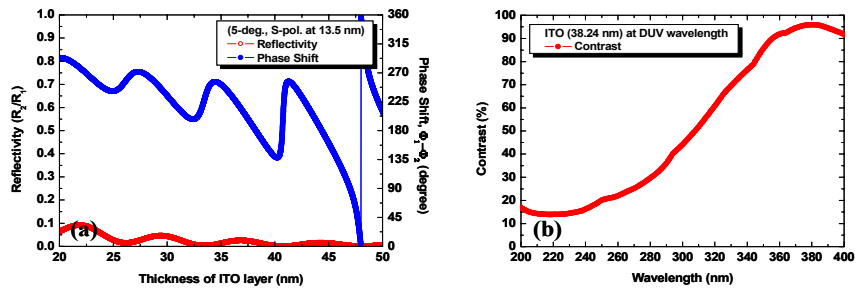 (5-deg., S-pol. at 13.5 nm)
Reflectivity
Phase Shift
Reflectivity (R2/R1)
1.0
0.9
0.8
0.7
0.6
0.5
0.4
0.3
0.2
0.1
0.0
360
315
270
225
180
135
90
45
0
Phase Shift, Φ1-Φ2 (degree)
(a)
20 25 30 35 40 45 50
Thickness of ITO layer (nm)
ITO (38.24 nm) at DUV wavelength
Contrast
Contrast (%)
100
90
80
70
60
50
40
30
20
10
0
(b)
200 220 240 260 280 300 320 340 360 380 400
Wavelength (nm)